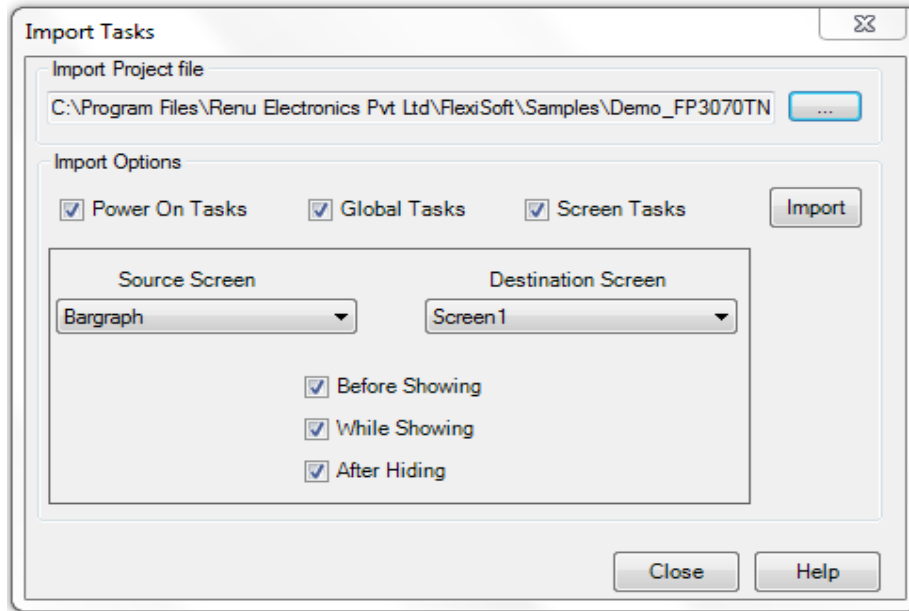 Import Tasks
Import Project file
C:\Program Files\Renu Electronics Pvt Ltd\FlexiSoft\Samples\Demo_FP3070TN
...
Import Options
Power On Tasks
Global Tasks
Screen Tasks
Import
Source Screen
Destination Screen
Bargraph
Screen1
Before Showing
While Showing
After Hiding
Close
Help